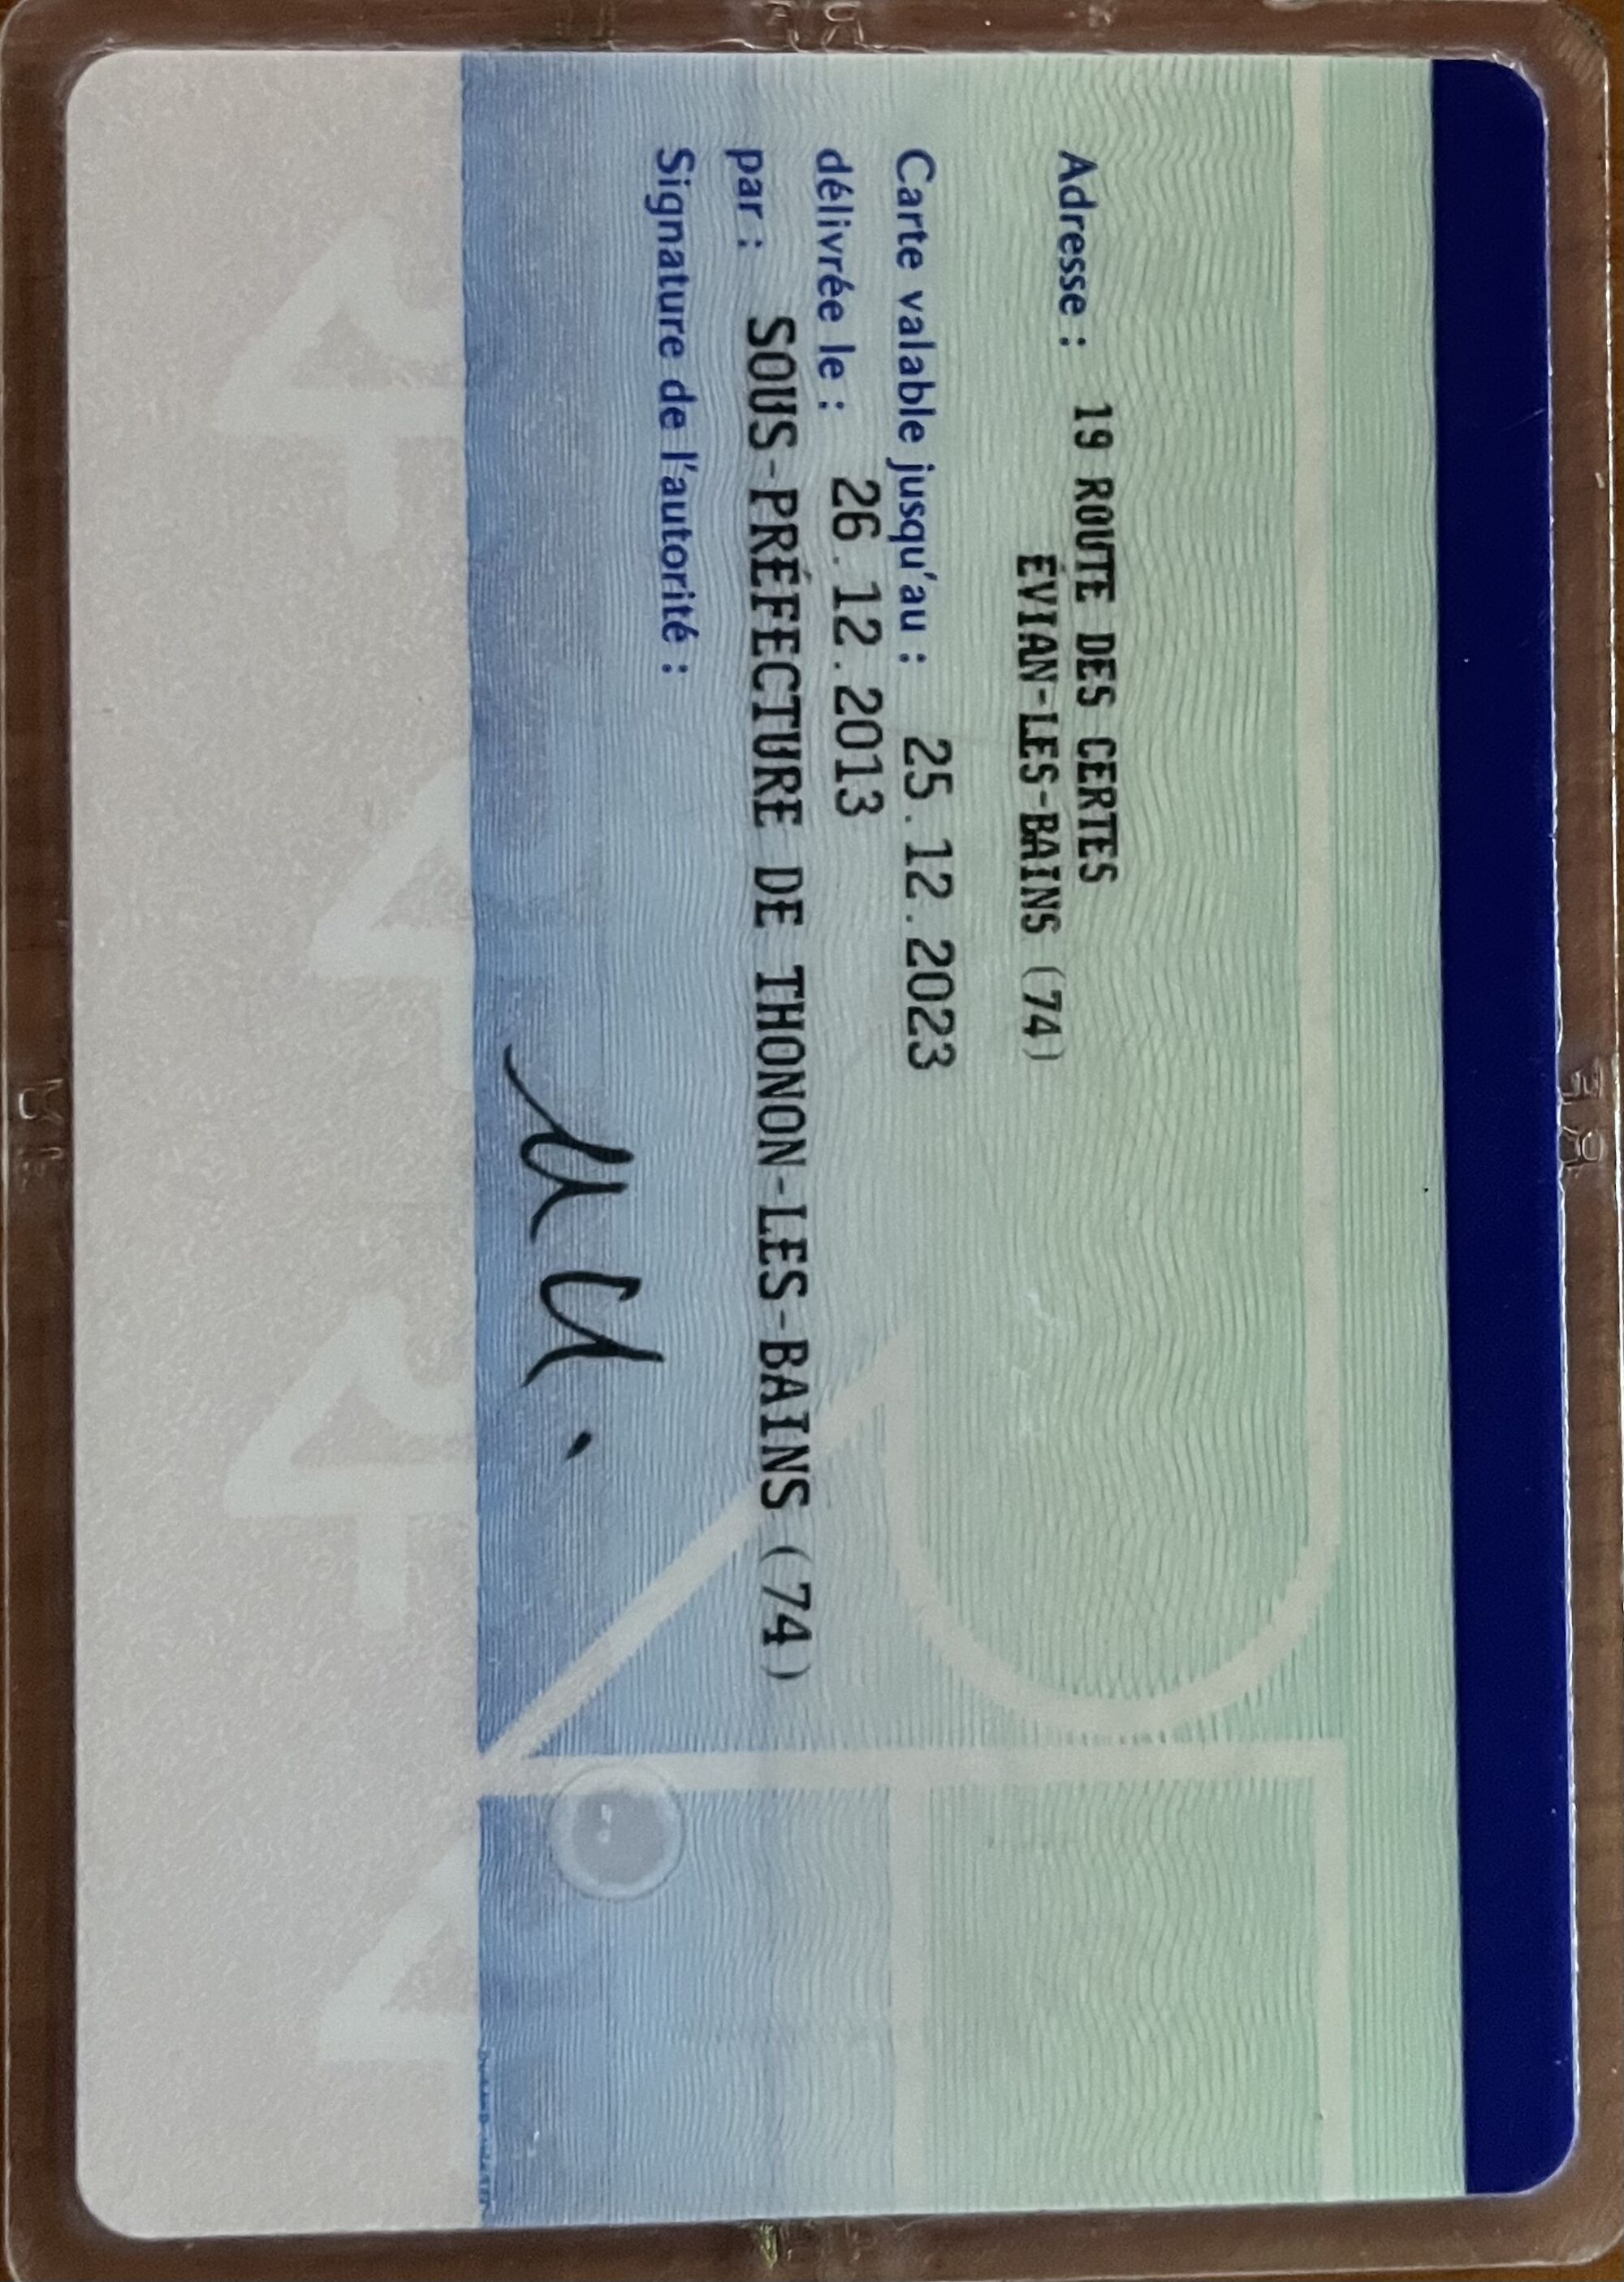 Adresse : 19 ROUTE DES CERTES
ÉVIAN-LES-BAINS (74)
Carte valable jusqu'au : 25.12.2023
délivrée le : 26.12.2013
par : SOUS-PRÉFECTURE DE THONON-LES-BAINS (74)
Signature de l'autorité :